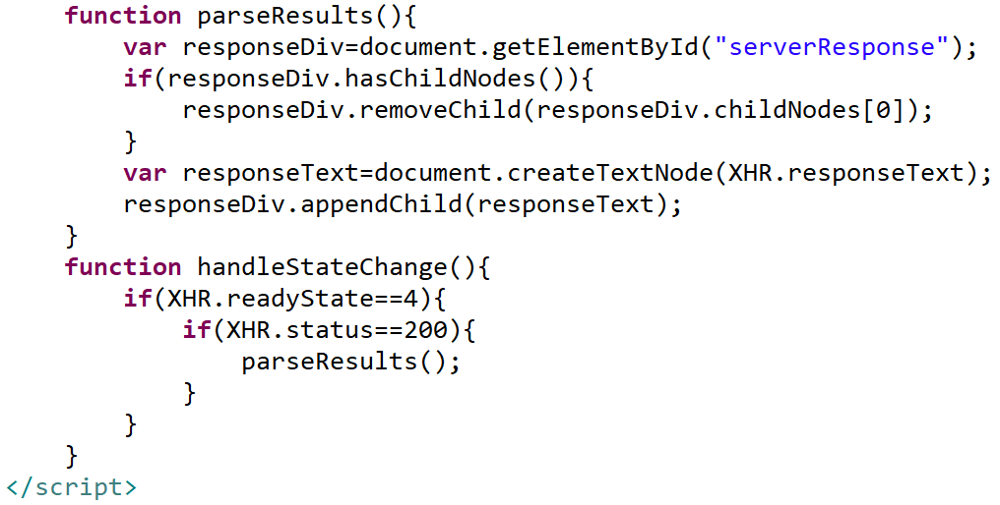 function parseResults(){
var responseDiv=document.getElementById("serverResponse");
if(responseDiv.hasChildNodes()){
responseDiv.removeChild(responseDiv.childNodes[0]);
}
var responseText=document.createTextNode(XHR.responseText);
responseDiv.appendChild(responseText);
}
function handleStateChange(){
if(XHR.readyState==4){
if(XHR.status==200){
parseResults();
}
}
}
</script>